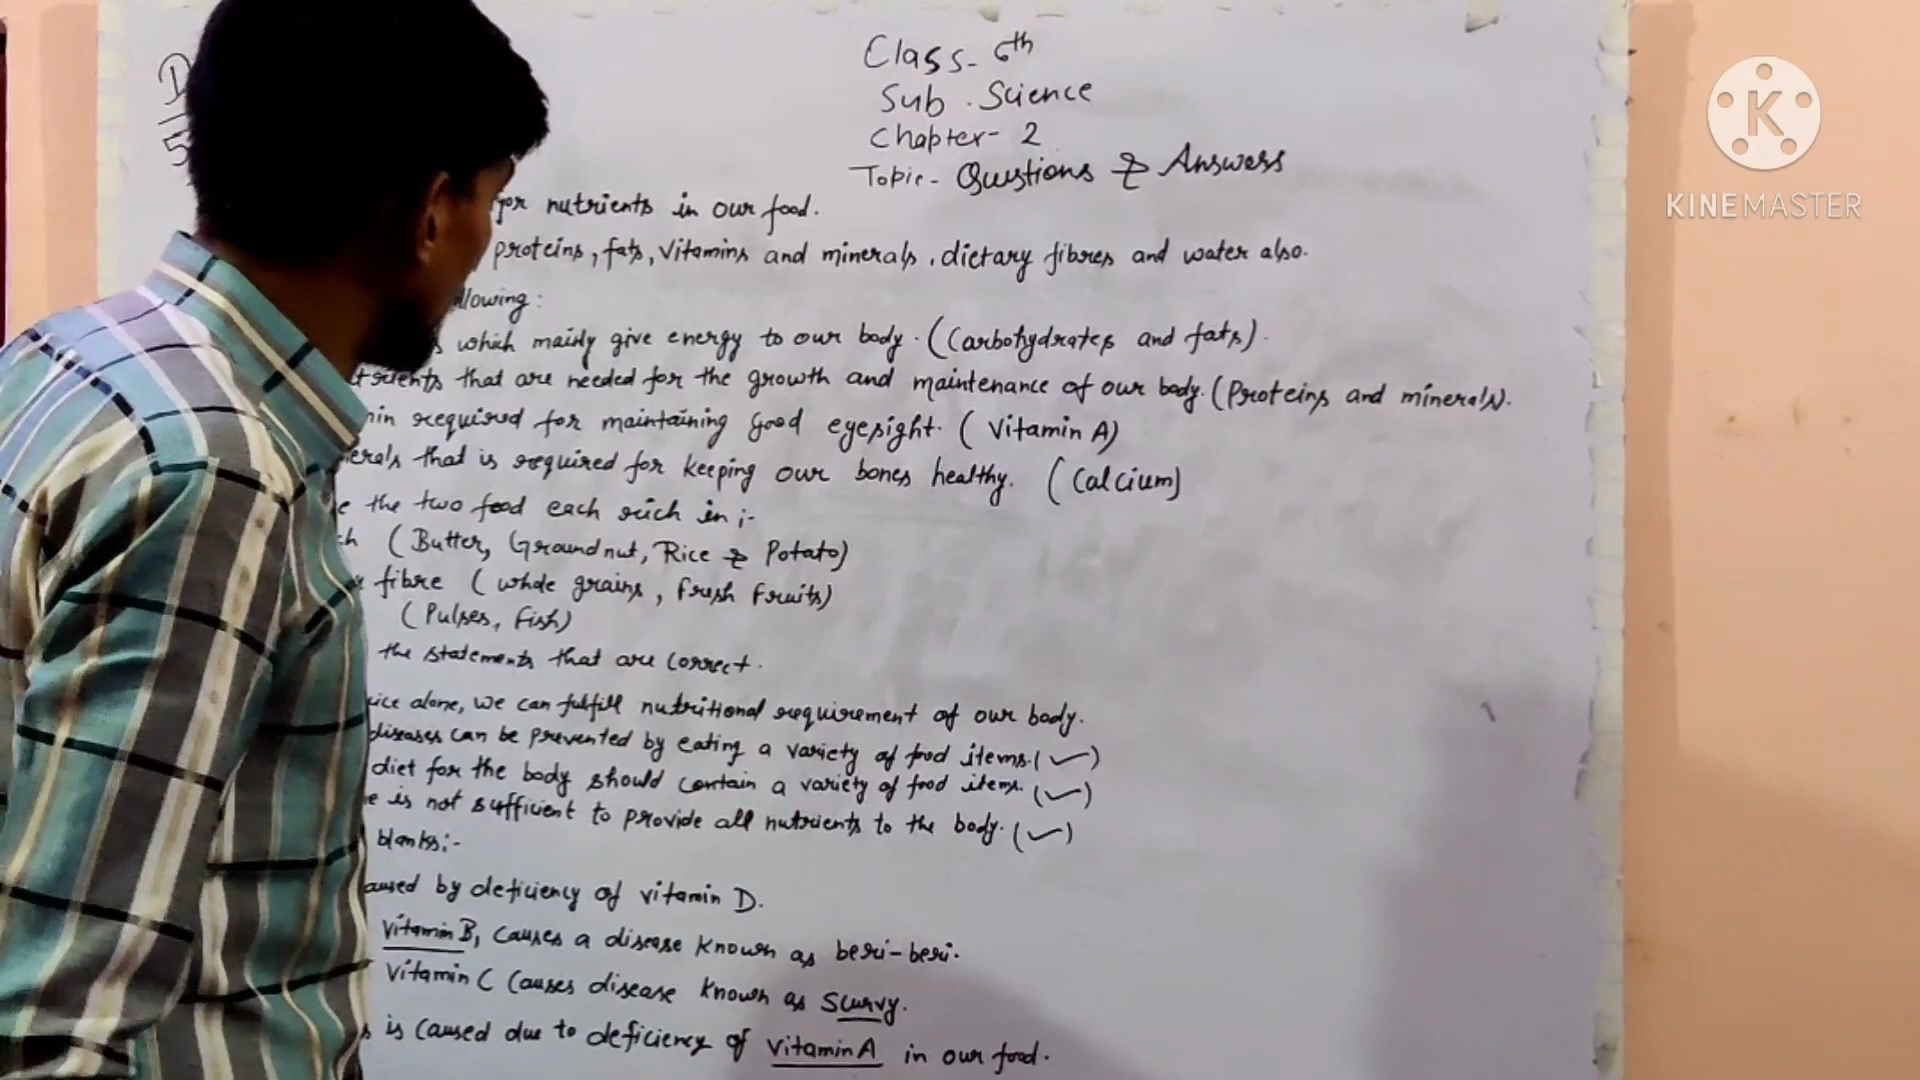 Class- 6th
Sub. Science
Chapter- 2
Topic- Questions & Answers
nutrients in our food.
proteins, fats, Vitamins and minerals, dietary fibres and water also.
which mainly give energy to our body. (Carbohydrates and fats).
that are needed for the growth and maintenance of our body. (Proteins and minerals).
required for maintaining good eyesight. (Vitamin A)
that is required for keeping our bones healthy. (Calcium)
the two food each rich in ;-
(Butter, Groundnut, Rice & Potato)
fibre (whole grains, Fresh Fruits)
(Pulses, Fish)
the statements that are correct.
alone, we can fulfill nutritional requirement of our body.
diseases can be prevented by eating a variety of food items. (✓)
diet for the body should contain a variety of food items. (✓)
is not sufficient to provide all nutrients to the body. (✓)
blanks;-
by deficiency of vitamin D.
Vitamin B, causes a disease known as beri-beri.
Vitamin C Causes disease known as Scurvy.
is caused due to deficiency of Vitamin A in our food.
K
KINEMASTER